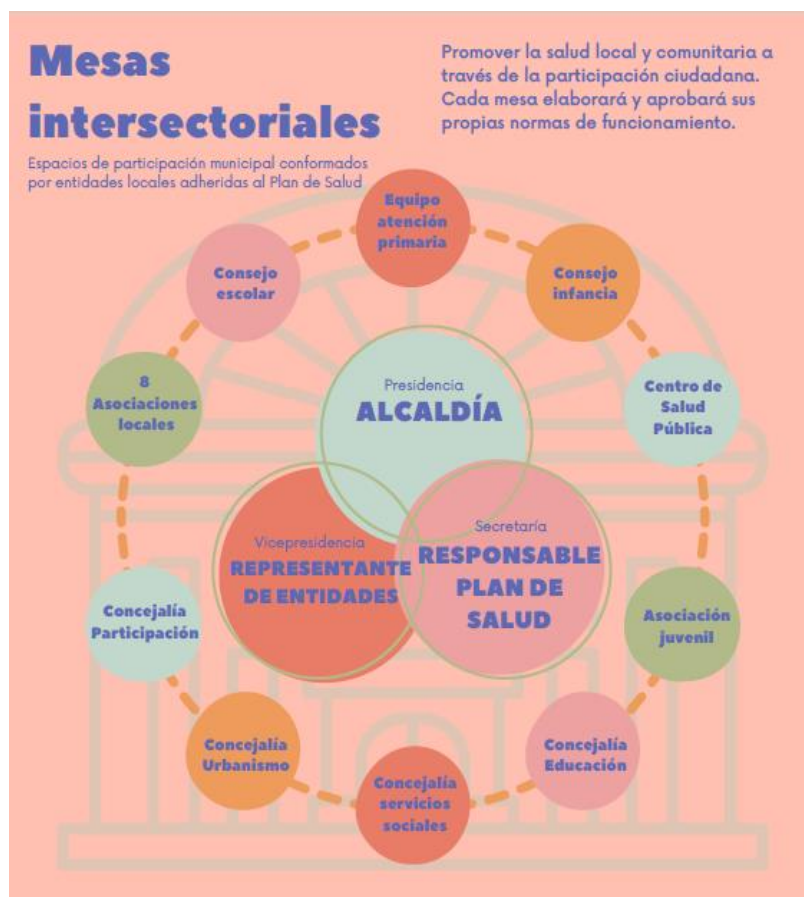 Mesas
intersectoriales
Espacios de participación municipal conformados
por entidades locales adheridas al Plan de Salud
Promover la salud local y comunitaria a
través de la participación ciudadana.
Cada mesa elaborará y aprobará sus
propias normas de funcionamiento.
Equipo
atención
primaria
Consejo
escolar
Consejo
infancia
8
Asociaciones
locales
Centro de
Salud
Pública
Presidencia
ALCALDÍA
Vicepresidencia
REPRESENTANTE
DE ENTIDADES
Secretaría
RESPONSABLE
PLAN DE
SALUD
Concejalía
Participación
Asociación
juvenil
Concejalía
Urbanismo
Concejalía
Educación
Concejalía
servicios
sociales